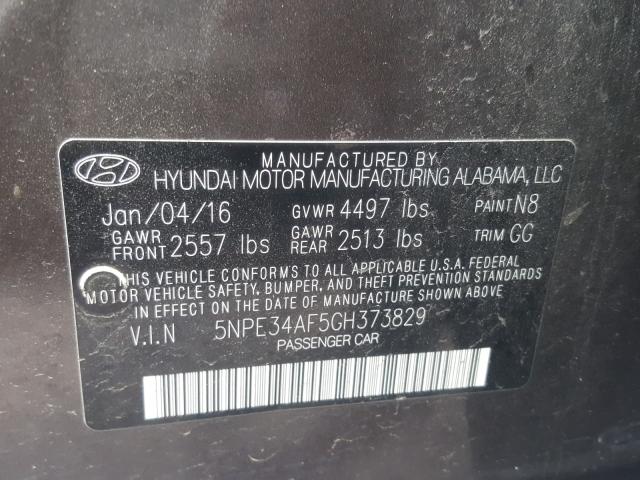 MANUFACTURED BY
HYUNDAI MOTOR MANUFACTURING ALABAMA, LLC
Jan/04/16 GVWR 4497 lbs PAINT N8
GAWR FRONT 2557 lbs GAWR REAR 2513 lbs TRIM GG
THIS VEHICLE CONFORMS TO ALL APPLICABLE U.S.A. FEDERAL
MOTOR VEHICLE SAFETY, BUMPER, AND THEFT PREVENTION STANDARDS
IN EFFECT ON THE DATE OF MANUFACTURE SHOWN ABOVE.
V.I.N 5NPE34AF5GH373829
PASSENGER CAR